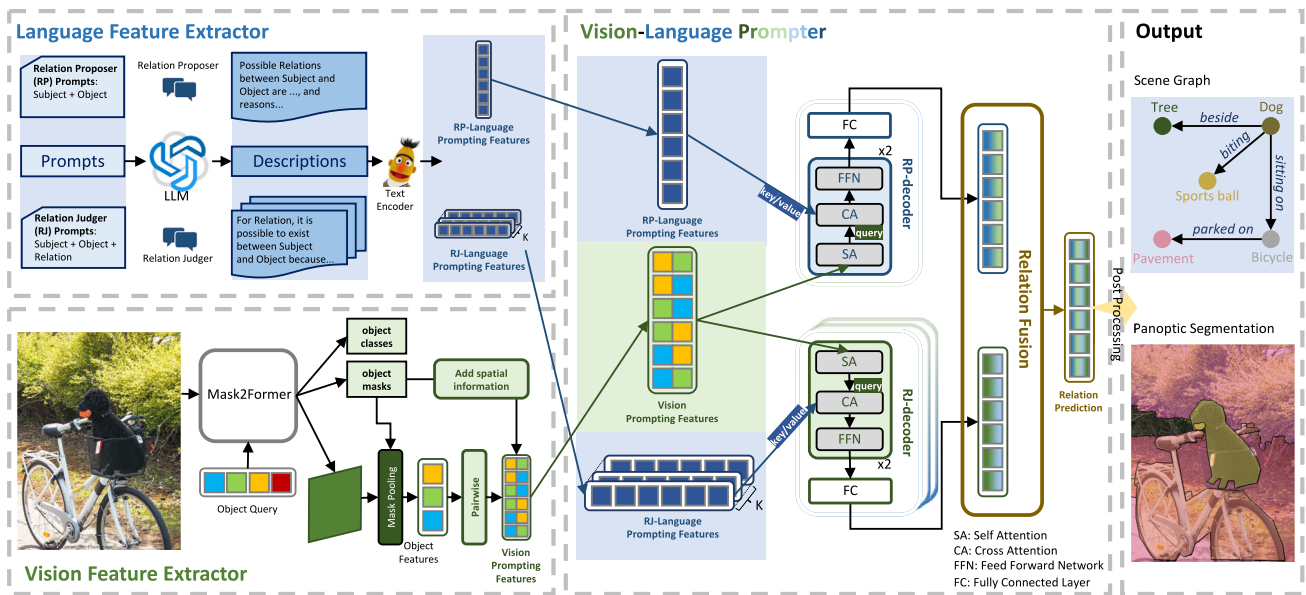 Language Feature Extractor
Relation Proposer
(RP) Prompts:
Subject + Object
Relation Proposer
Possible Relations
between Subject and
Object are ..., and
reasons...
RP-Language
Prompting Features
Prompts
LLM
Descriptions
Text
Encoder
Relation Judger
(RJ) Prompts:
Subject + Object +
Relation
Relation Judger
For Relation, it is
possible to exist
between Subject
and Object because...
K
RJ-Language
Prompting Features
object
classes
object
masks
Add spatial
information
Mask2Former
Object Query
Mask Pooling
Object
Features
Pairwise
Vision
Prompting
Features
Vision Feature Extractor
Vision-Language Prompter
RP-Language
Prompting Features
key/value
FC
x2
FFN
CA
query
SA
RP-decoder
Vision
Prompting Features
SA
query
CA
FFN
x2
FC
RJ-decoder
key/value
K
RJ-Language
Prompting Features
Relation Fusion
Relation
Prediction
Post Processing
SA: Self Attention
CA: Cross Attention
FFN: Feed Forward Network
FC: Fully Connected Layer
Output
Scene Graph
Tree
Dog
beside
biting
sitting on
Sports ball
parked on
Pavement
Bicycle
Panoptic Segmentation